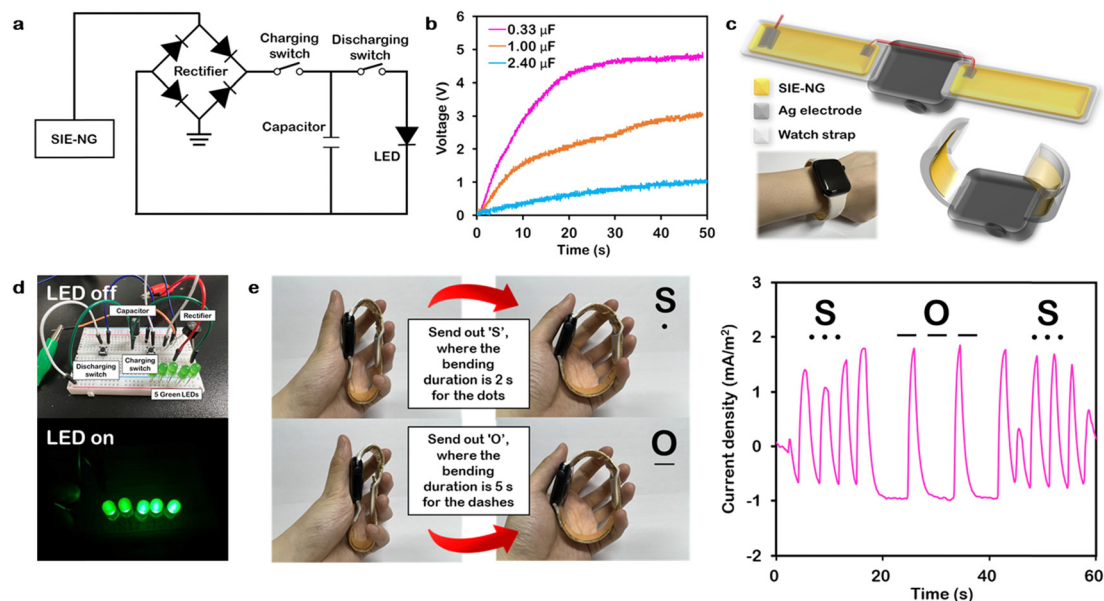 a
Rectifier
Charging
switch
Discharging
switch
SIE-NG
Capacitor
LED
b
0.33 µF
1.00 µF
2.40 µF
Voltage (V)
6
5
4
3
2
1
0
0 10 20 30 40 50
Time (s)
c
SIE-NG
Ag electrode
Watch strap
d
LED off
Capacitor
Rectifier
Discharging
switch
Charging
switch
5 Green LEDs
LED on
e
Send out 'S',
where the
bending
duration is 2 s
for the dots
S
•
Send out 'O',
where the
bending
duration is 5 s
for the dashes
O
—
Current density (mA/m²)
3
2
1
0
-1
-2
S O S
••• — — — •••
0 20 40 60
Time (s)